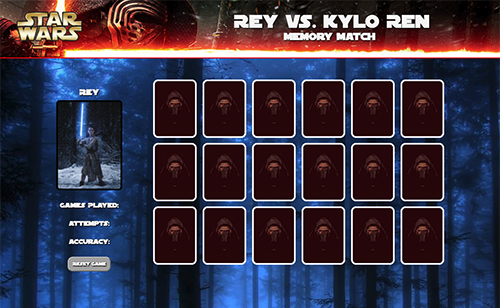 STAR
WARS
REY VS. KYLO REN
MEMORY MATCH
REY
GAMES PLAYED:
ATTEMPTS:
ACCURACY:
RESET GAME